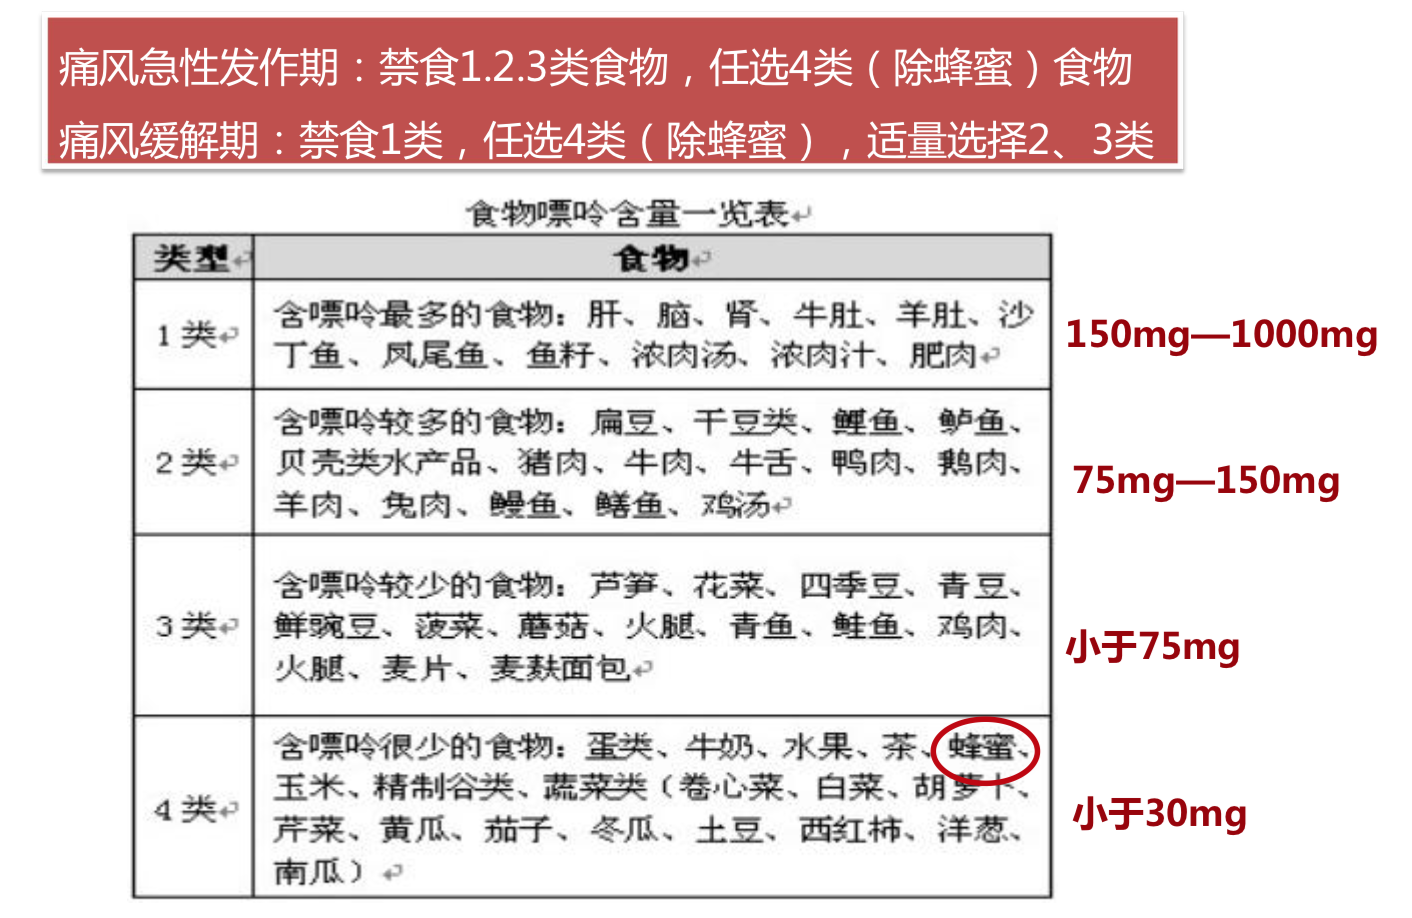 痛风急性发作期：禁食1.2.3类食物，任选4类（除蜂蜜）食物
痛风缓解期：禁食1类，任选4类（除蜂蜜），适量选择2、3类
食物嘌呤含量一览表↵
类型↵ 食物↵
含嘌呤最多的食物：肝、脑、肾、牛肚、羊肚、沙
1类↵
丁鱼、凤尾鱼、鱼籽、浓肉汤、浓肉汁、肥肉↵
150mg—1000mg
含嘌呤较多的食物：扁豆、干豆类、鲤鱼、鲈鱼、
2类↵
贝壳类水产品、猪肉、牛肉、牛舌、鸭肉、鹅肉、
羊肉、兔肉、鳗鱼、鳝鱼、鸡汤↵
75mg—150mg
含嘌呤较少的食物：芦笋、花菜、四季豆、青豆、
3类↵
鲜豌豆、菠菜、蘑菇、火腿、青鱼、鲑鱼、鸡肉、
火腿、麦片、麦麸面包↵
小于75mg
含嘌呤很少的食物：蛋类、牛奶、水果、茶、蜂蜜、
玉米、精制谷类、蔬菜类（卷心菜、白菜、胡萝卜、
4类↵
芹菜、黄瓜、茄子、冬瓜、土豆、西红柿、洋葱、
南瓜）↵
小于30mg